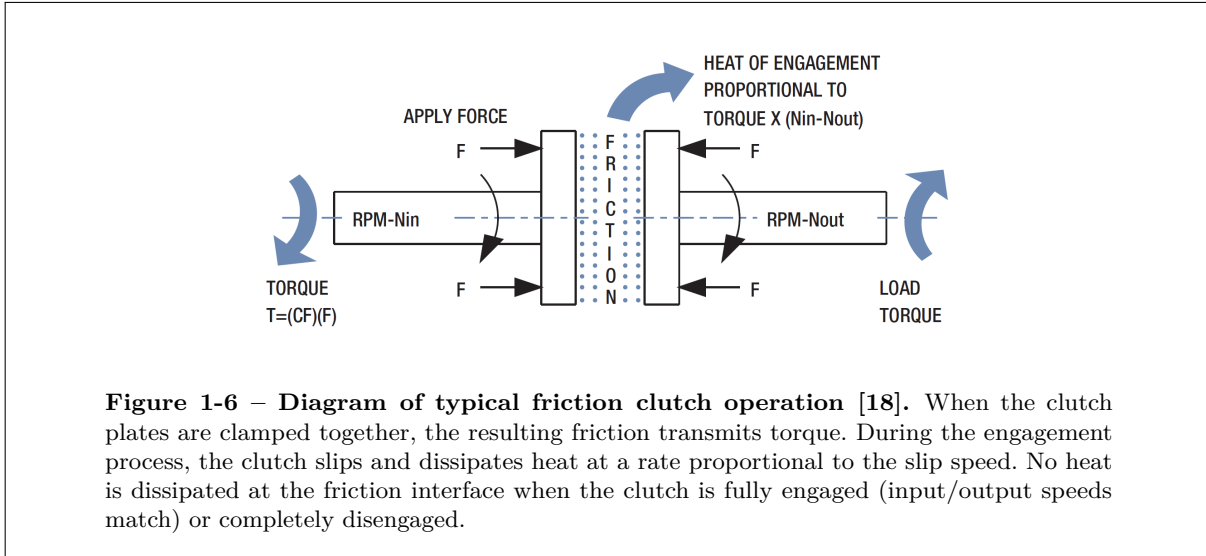 HEAT OF ENGAGEMENT
PROPORTIONAL TO
TORQUE X (Nin-Nout)
APPLY FORCE
F
F
FRICTION
RPM-Nin
RPM-Nout
F
F
TORQUE
T=(CF)(F)
LOAD
TORQUE
Figure 1-6 – Diagram of typical friction clutch operation [18]. When the clutch
plates are clamped together, the resulting friction transmits torque. During the engagement
process, the clutch slips and dissipates heat at a rate proportional to the slip speed. No heat
is dissipated at the friction interface when the clutch is fully engaged (input/output speeds
match) or completely disengaged.